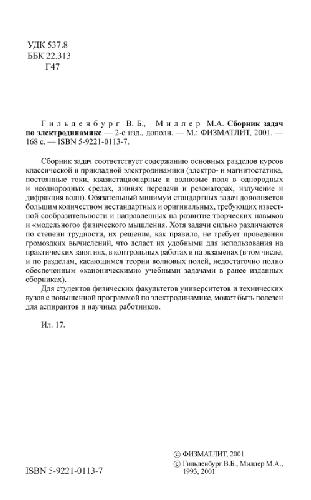 УДК 537.8
ББК 22.313
Г47
Гильденбург В.Б., Миллер М.А. Сборник задач
по электродинамике — 2-е изд., дополн. — М.: ФИЗМАТЛИТ, 2001. —
168 с. — ISBN 5-9221-0113-7.
Сборник задач соответствует содержанию основных разделов курсов
классической и прикладной электродинамики (электро- и магнитостатика,
постоянные токи, квазистационарные и волновые поля в однородных
и неоднородных средах, линиях передачи и резонаторах, излучение и
дифракция волн). Обязательный минимум стандартных задач дополняется
большим количеством нестандартных и оригинальных, требующих извест-
ной сообразительности и направленных на развитие творческих навыков
и «модельного» физического мышления. Хотя задачи сильно различаются
по степени трудности, их решение, как правило, не требует проведения
громоздких вычислений, что делает их удобными для использования на
практических занятиях, в контрольных работах и на экзаменах (в том числе,
и по разделам, касающимся теории волновых полей, недостаточно полно
обеспеченным «каноническими» учебными задачами в ранее изданных
сборниках).
Для студентов физических факультетов университетов и технических
вузов с повышенной программой по электродинамике, может быть полезен
для аспирантов и научных работников.
Ил. 17.
© ФИЗМАТЛИТ, 2001
© Гильденбург В.Б., Миллер М.А.,
1993, 2001
ISBN 5-9221-0113-7